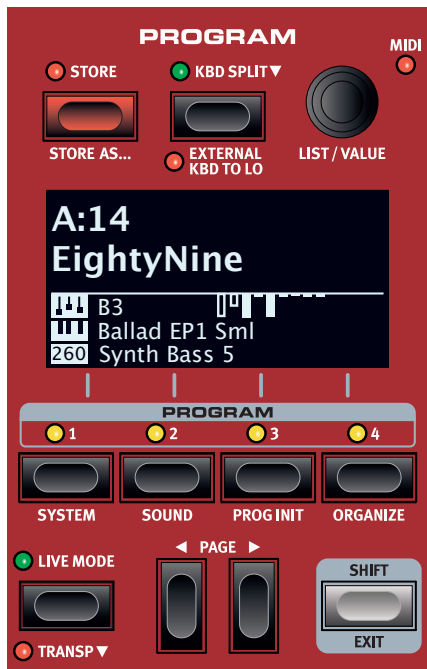 PROGRAM
MIDI
STORE
KBD SPLIT▼
STORE AS...
EXTERNAL
KBD TO LO
LIST / VALUE
A:14
EightyNine
B3
Ballad EP1 Sml
260 Synth Bass 5
PROGRAM
1 2 3 4
SYSTEM SOUND PROG INIT ORGANIZE
◄ PAGE ►
LIVE MODE
SHIFT
EXIT
TRANSP▼